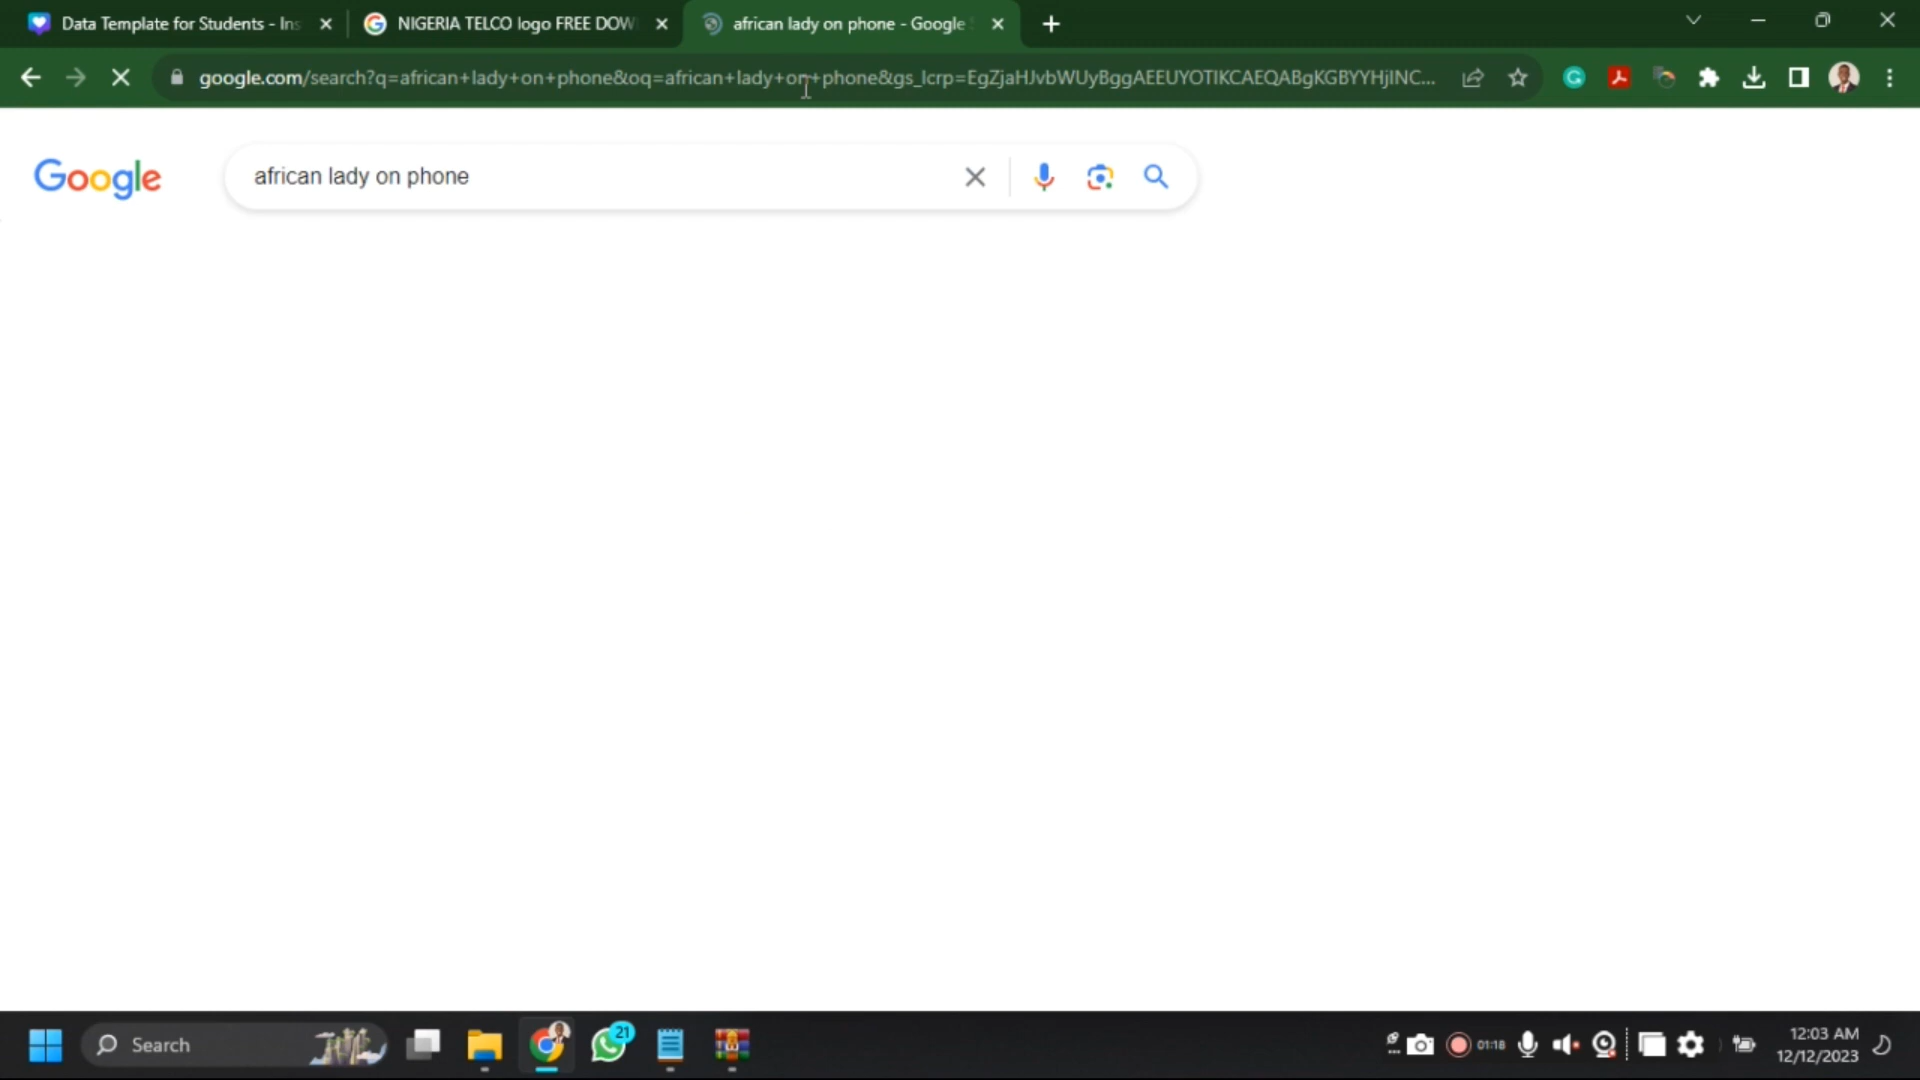 Data Template for Students - Ins
NIGERIA TELCO logo FREE DOW
african lady on phone - Google S
google.com/search?q=african+lady+on+phone&oq=african+lady+on+phone&gs_lcrp=EgZjaHJvbWUyBggAEEUYOTIKCAEQABgKGBYYHjINC...
Google
african lady on phone
Search
21
01:18
12:03 AM
12/12/2023